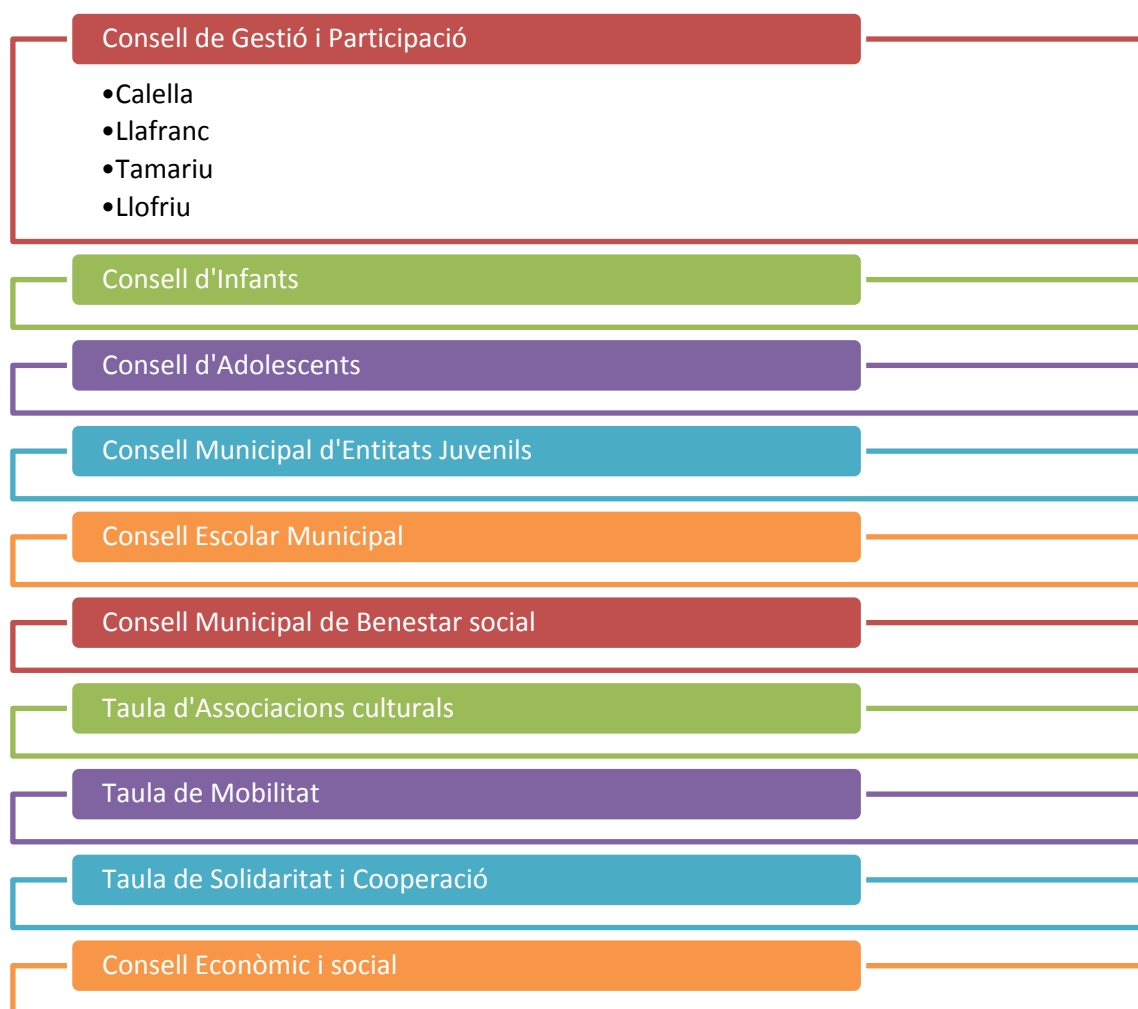 Consell de Gestió i Participació
•Calella
•Llafranc
•Tamariu
•Llofriu
Consell d'Infants
Consell d'Adolescents
Consell Municipal d'Entitats Juvenils
Consell Escolar Municipal
Consell Municipal de Benestar social
Taula d'Associacions culturals
Taula de Mobilitat
Taula de Solidaritat i Cooperació
Consell Econòmic i social